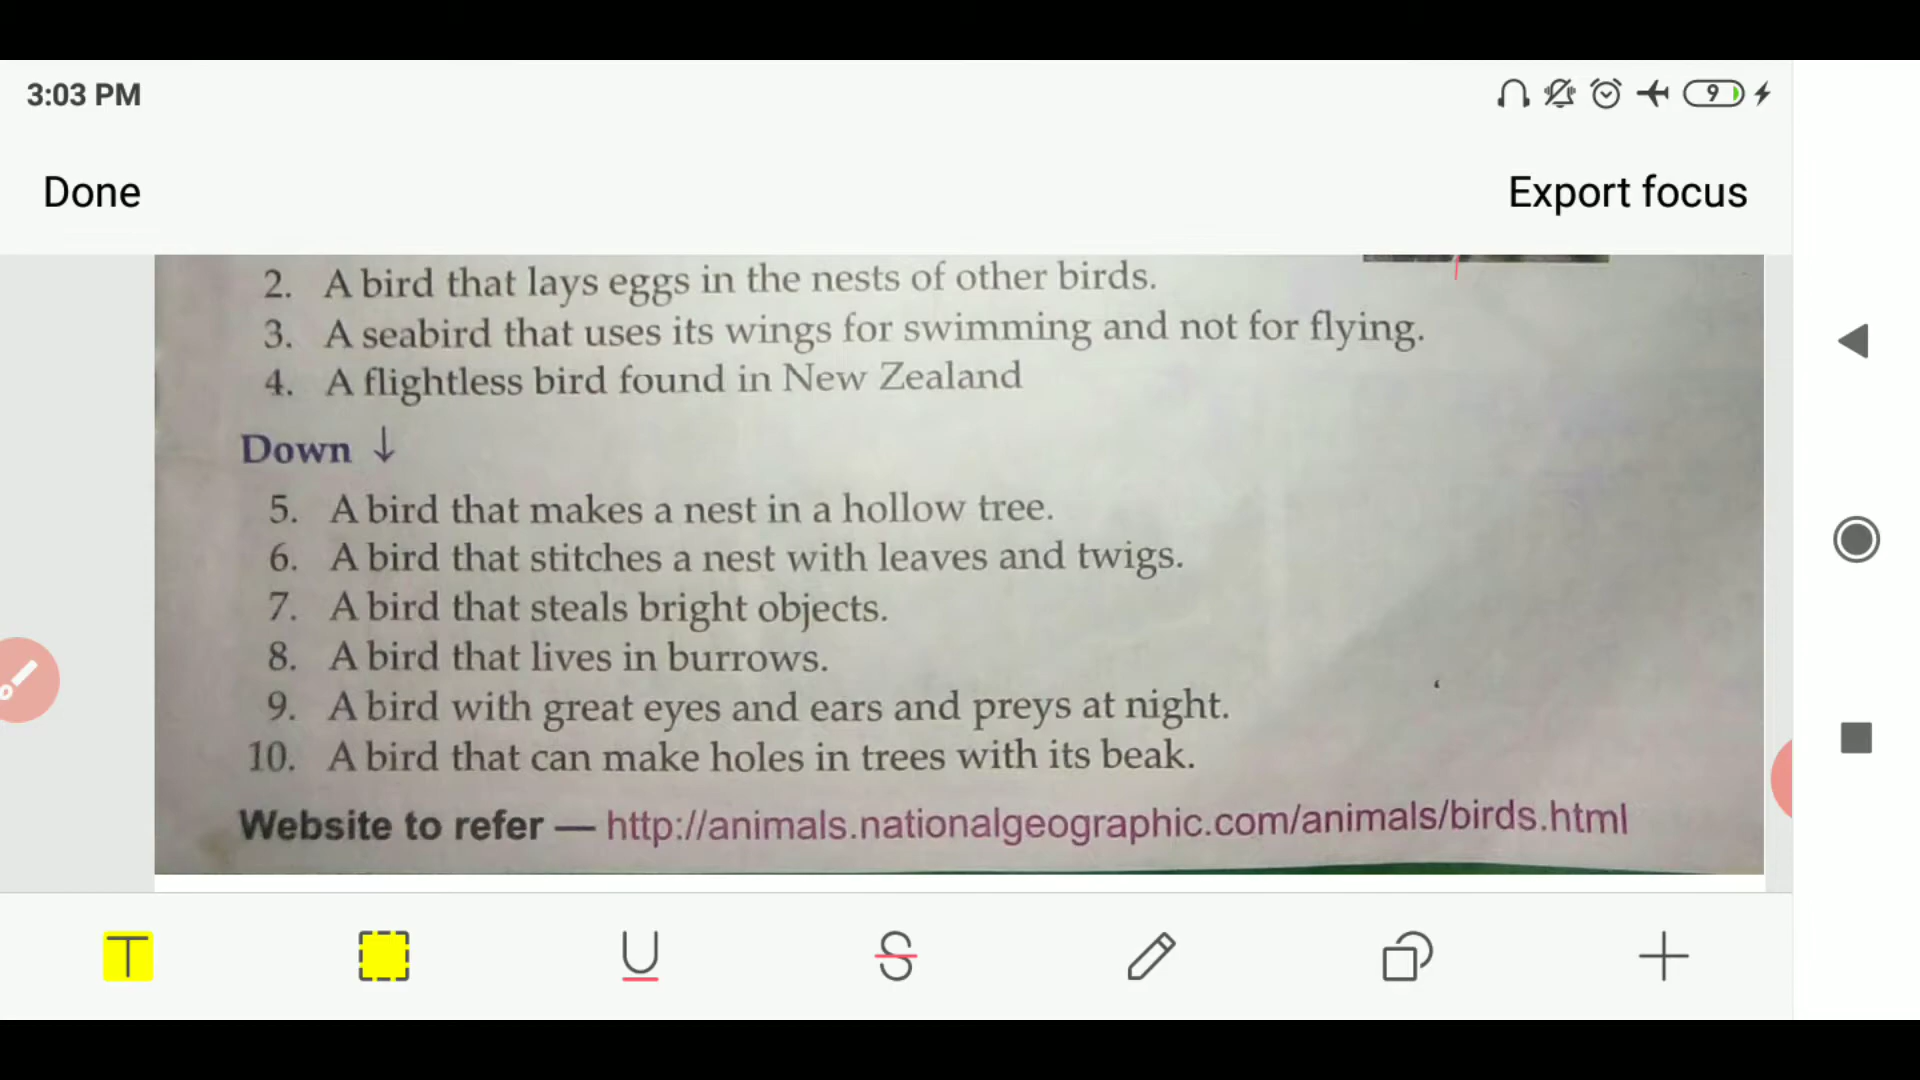 3:03 PM
9
Done
Export focus
2. A bird that lays eggs in the nests of other birds.
3. A seabird that uses its wings for swimming and not for flying.
4. A flightless bird found in New Zealand
Down ↓
5. A bird that makes a nest in a hollow tree.
6. A bird that stitches a nest with leaves and twigs.
7. A bird that steals bright objects.
8. A bird that lives in burrows.
9. A bird with great eyes and ears and preys at night.
10. A bird that can make holes in trees with its beak.
Website to refer — http://animals.nationalgeographic.com/animals/birds.html
T
U
S